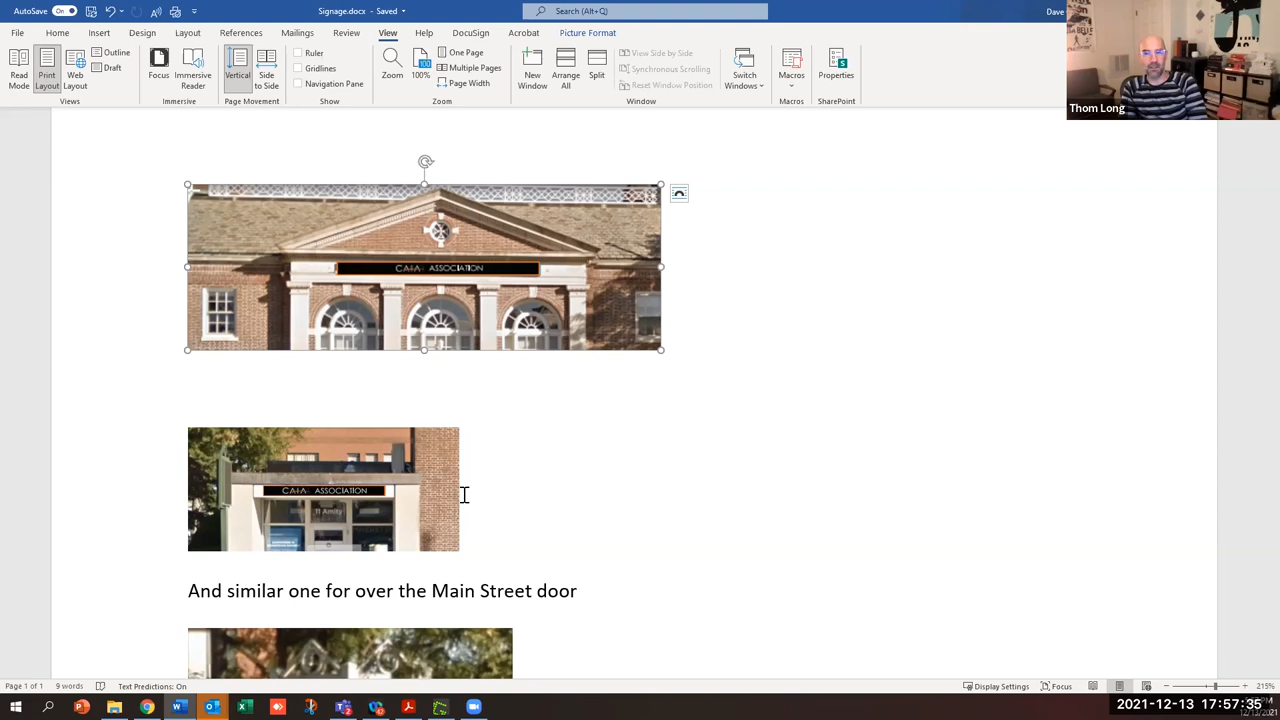 AutoSave On Signage.docx - Saved Search (Alt+Q) Dave
File Home Insert Design Layout References Mailings Review View Help DocuSign Acrobat Picture Format
Read Mode
Print Layout
Web Layout
Outline
Draft
Views
Focus
Immersive Reader
Immersive
Vertical
Side to Side
Page Movement
Ruler
Gridlines
Navigation Pane
Show
Zoom
100
100%
One Page
Multiple Pages
Page Width
Zoom
New Window
Arrange All
Split
View Side by Side
Synchronous Scrolling
Reset Window Position
Switch Windows
Window
Macros
Macros
Properties
SharePoint
Thom Long
CAIA ASSOCIATION
CAIA ASSOCIATION
11 Amity
And similar one for over the Main Street door
Page 1 of 1 9 words Text Predictions: On Display Settings Focus 215%
2021-12-13 17:57:35